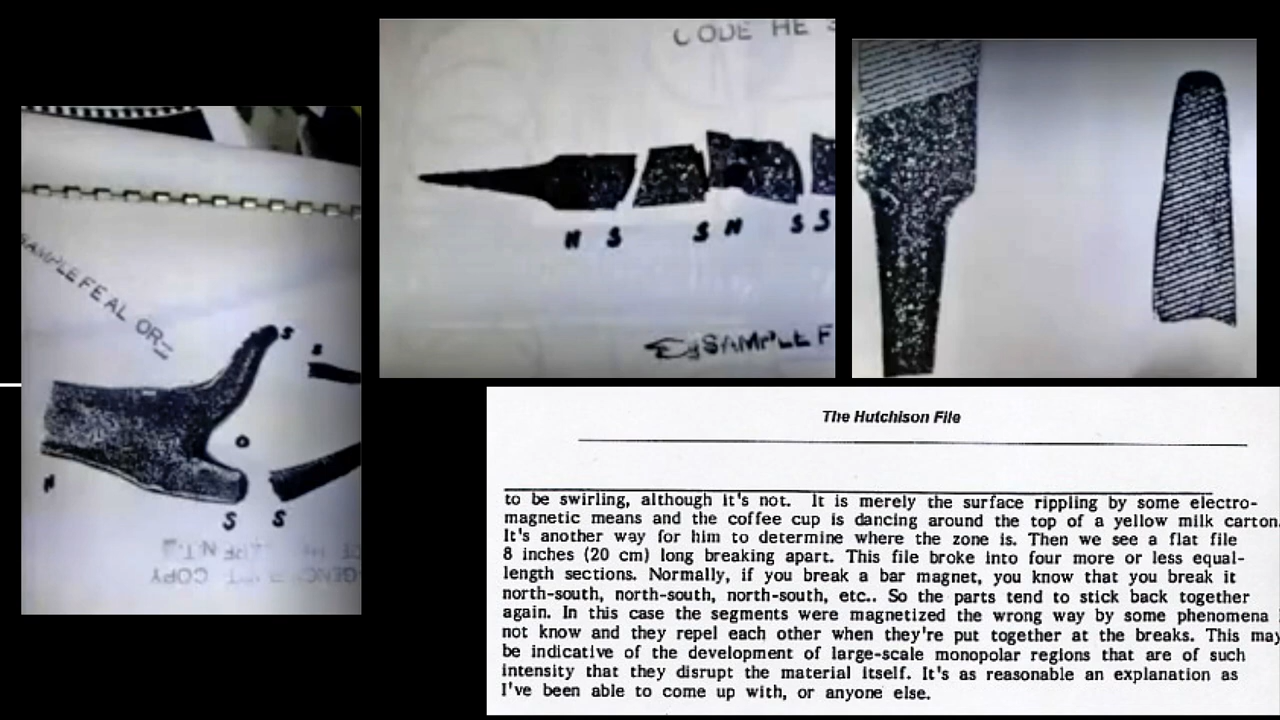 CODE HE
SAMPLE FE AL OR
S
S
O
N
S
S
COPY
N S S N S S
SAMPLE F
The Hutchison File
to be swirling, although it's not. It is merely the surface rippling by some electro-
magnetic means and the coffee cup is dancing around the top of a yellow milk carton.
It's another way for him to determine where the zone is. Then we see a flat file
8 inches (20 cm) long breaking apart. This file broke into four more or less equal-
length sections. Normally, if you break a bar magnet, you know that you break it
north-south, north-south, north-south, etc.. So the parts tend to stick back together
again. In this case the segments were magnetized the wrong way by some phenomena
not know and they repel each other when they're put together at the breaks. This may
be indicative of the development of large-scale monopolar regions that are of such
intensity that they disrupt the material itself. It's as reasonable an explanation as
I've been able to come up with, or anyone else.